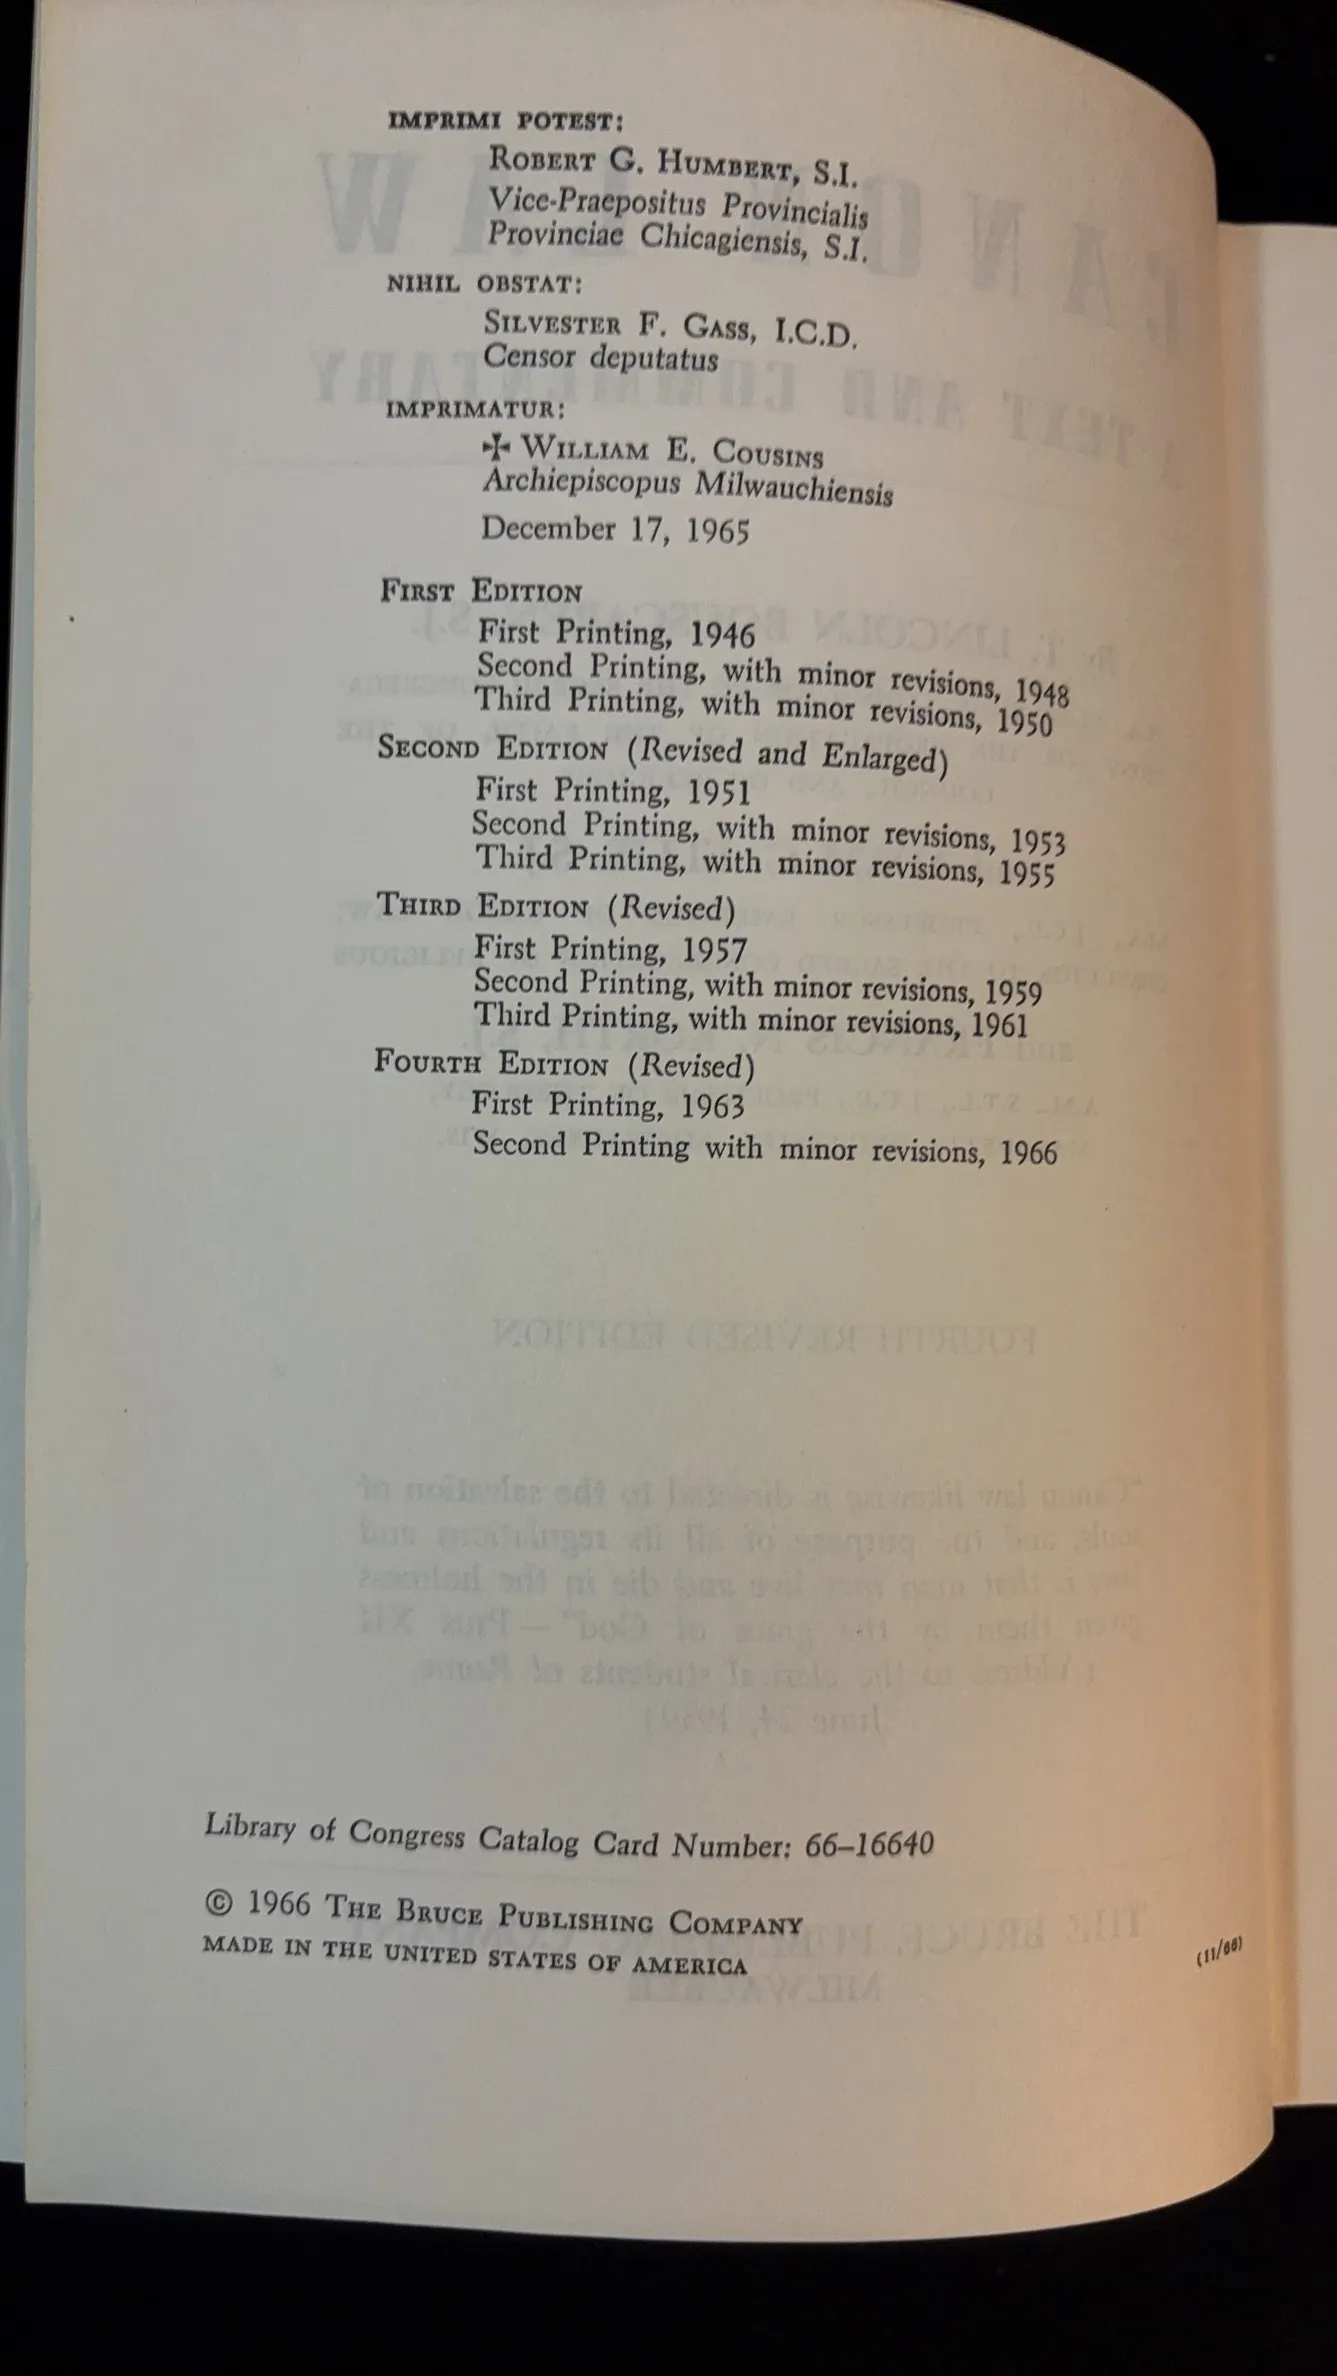 IMPRIMI POTEST:
ROBERT G. HUMBERT, S.I.
Vice-Praepositus Provincialis
Provinciae Chicagiensis, S.I.
NIHIL OBSTAT:
SILVESTER F. GASS, I.C.D.
Censor deputatus
IMPRIMATUR:
✠ WILLIAM E. COUSINS
Archiepiscopus Milwauchiensis
December 17, 1965
FIRST EDITION
First Printing, 1946
Second Printing, with minor revisions, 1948
Third Printing, with minor revisions, 1950
SECOND EDITION (Revised and Enlarged)
First Printing, 1951
Second Printing, with minor revisions, 1953
Third Printing, with minor revisions, 1955
THIRD EDITION (Revised)
First Printing, 1957
Second Printing, with minor revisions, 1959
Third Printing, with minor revisions, 1961
FOURTH EDITION (Revised)
First Printing, 1963
Second Printing with minor revisions, 1966
Library of Congress Catalog Card Number: 66–16640
© 1966 THE BRUCE PUBLISHING COMPANY
MADE IN THE UNITED STATES OF AMERICA
(11/66)